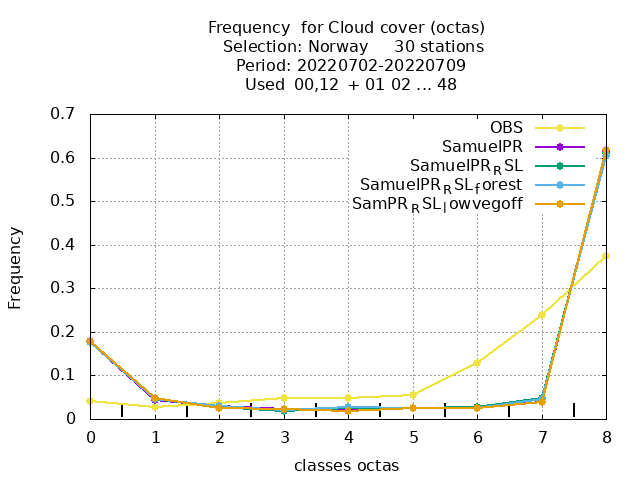 Frequency  for Cloud cover (octas)
Selection: Norway     30 stations
Period: 20220702-20220709
Used  00,12  + 01 02 ... 48
0.7
0.6
0.5
0.4
0.3
0.2
0.1
0
Frequency
OBS
SamuelPR
SamuelPR_RSL
SamuelPR_RSL_forest
SamPR_RSL_lowvegoff
0 1 2 3 4 5 6 7 8
classes octas